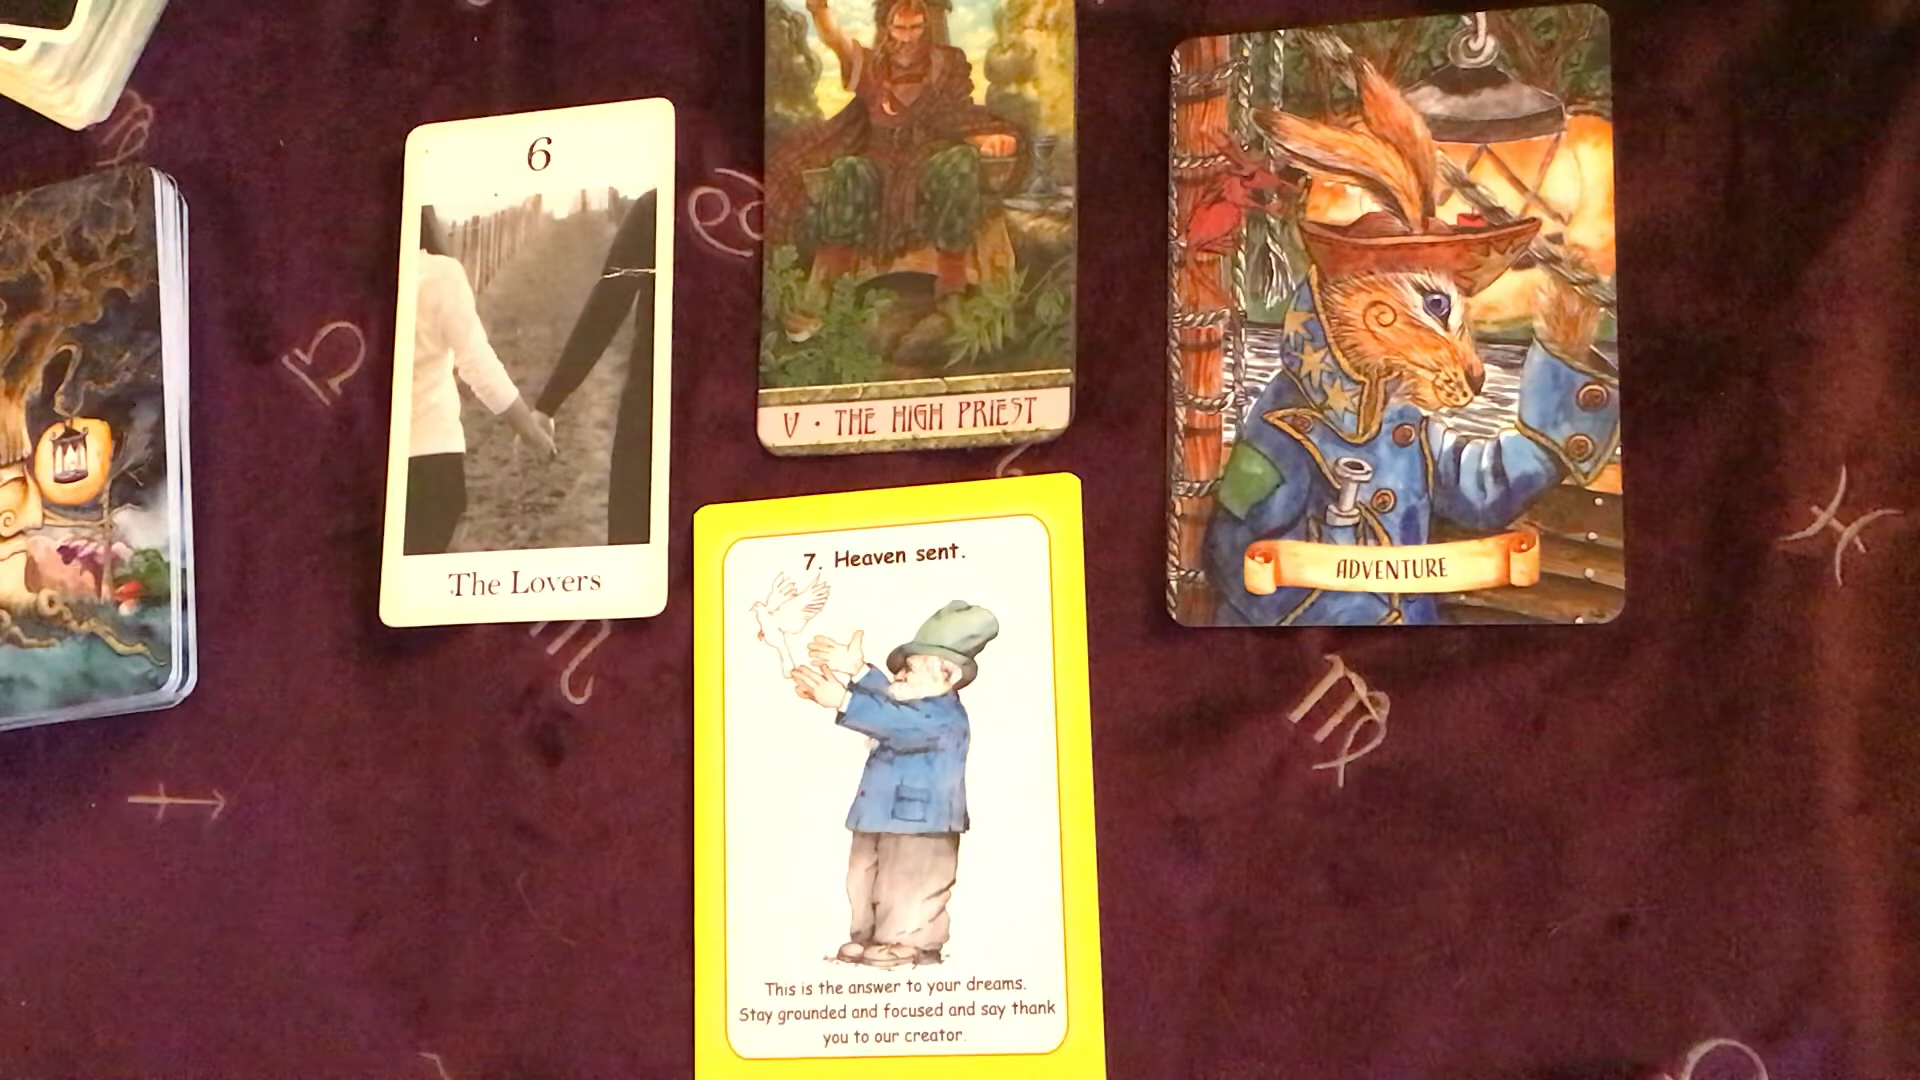 6
The Lovers
V · THE HIGH PRIEST
ADVENTURE
7. Heaven sent.
This is the answer to your dreams.
Stay grounded and focused and say thank
you to our creator.